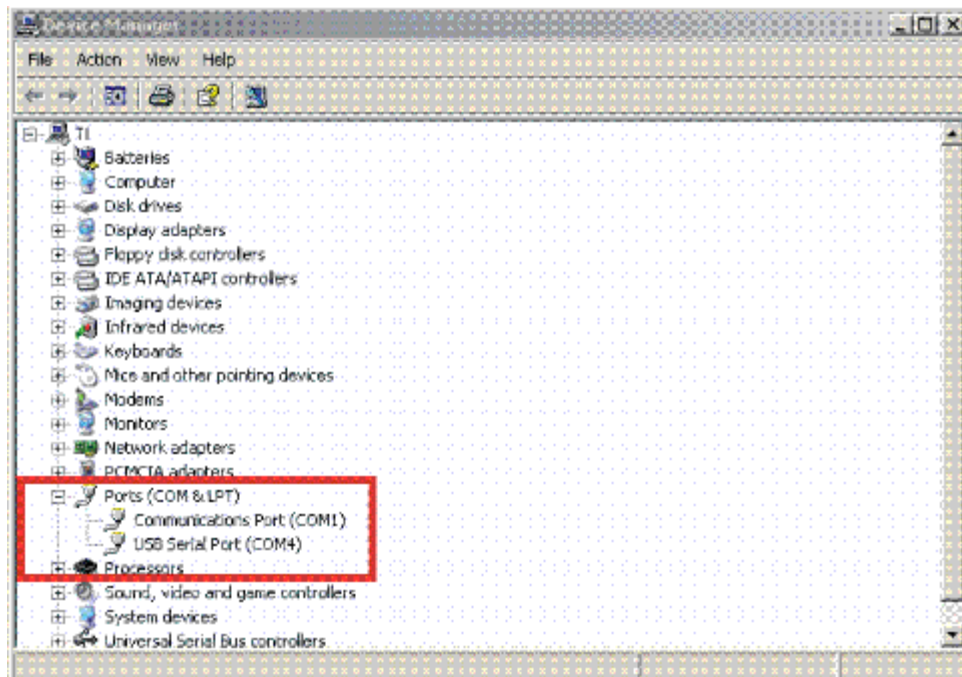 Device Manager
File Action View Help
TI
Batteries
Computer
Disk drives
Display adapters
Floppy disk controllers
IDE ATA/ATAPI controllers
Imaging devices
Infrared devices
Keyboards
Mice and other pointing devices
Modems
Monitors
Network adapters
PCMCIA adapters
Ports (COM & LPT)
Communications Port (COM1)
USB Serial Port (COM4)
Processors
Sound, video and game controllers
System devices
Universal Serial Bus controllers